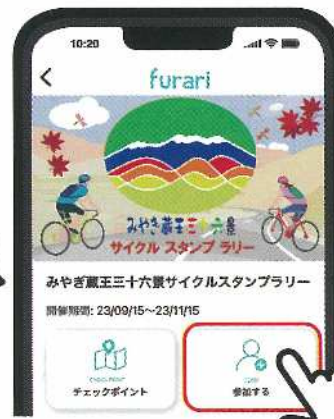 10:20
furari
みやぎ蔵王三十六景
サイクル スタンプ ラリー
みやぎ蔵王三十六景サイクルスタンプラリー
開催期間: 23/09/15～23/11/15
チェックポイント
参加する